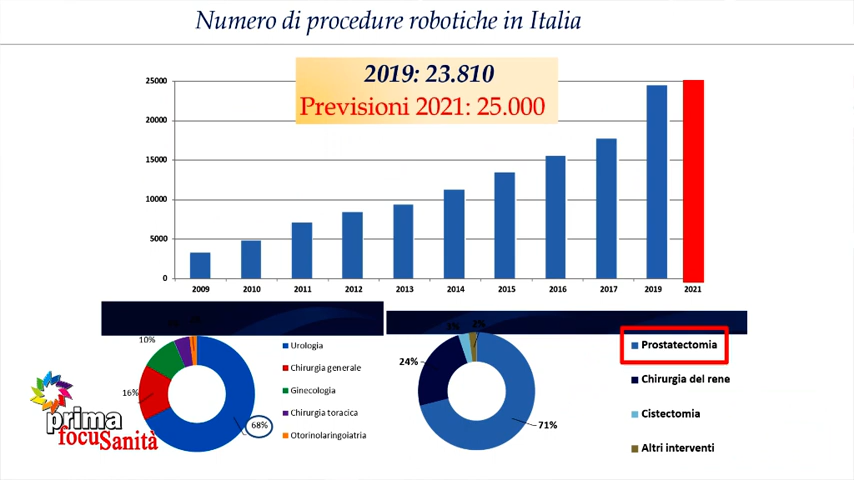 Numero di procedure robotiche in Italia
2019: 23.810
Previsioni 2021: 25.000
25000
20000
15000
10000
5000
0
2009 2010 2011 2012 2013 2014 2015 2016 2017 2019 2021
10%
16%
68%
Urologia
Chirurgia generale
Ginecologia
Chirurgia toracica
Otorinolaringoiatria
3% 2%
24%
71%
Prostatectomia
Chirurgia del rene
Cistectomia
Altri interventi
prima
focuSanità